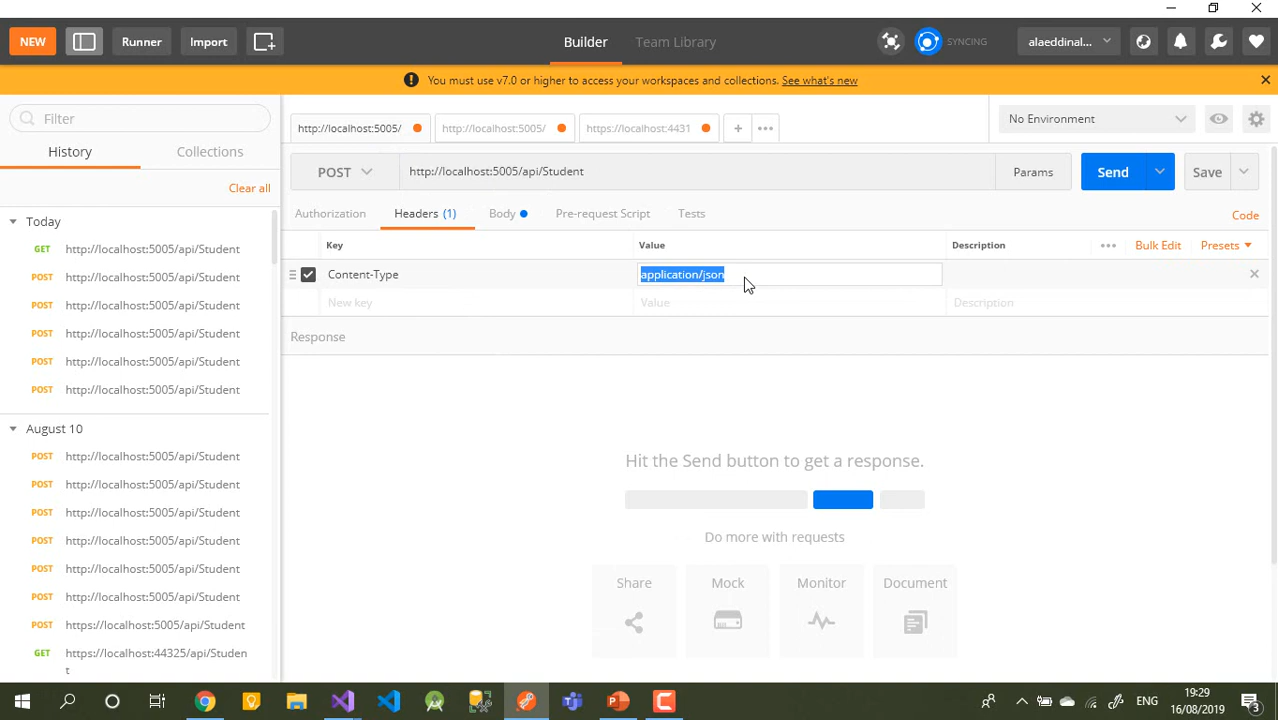 NEW
Runner
Import
Builder
Team Library
SYNCING
alaeddinal...
You must use v7.0 or higher to access your workspaces and collections. See what's new
Filter
History
Collections
Clear all
Today
GET http://localhost:5005/api/Student
POST http://localhost:5005/api/Student
POST http://localhost:5005/api/Student
POST http://localhost:5005/api/Student
POST http://localhost:5005/api/Student
POST http://localhost:5005/api/Student
August 10
POST http://localhost:5005/api/Student
POST http://localhost:5005/api/Student
POST http://localhost:5005/api/Student
POST http://localhost:5005/api/Student
POST http://localhost:5005/api/Student
POST http://localhost:5005/api/Student
POST https://localhost:5005/api/Student
GET https://localhost:44325/api/Studen
t
http://localhost:5005/
http://localhost:5005/
https://localhost:4431
No Environment
POST
http://localhost:5005/api/Student
Params
Send
Save
Authorization
Headers (1)
Body
Pre-request Script
Tests
Code
Key
Value
Description
Bulk Edit
Presets
Content-Type
application/json
New key
Value
Description
Response
Hit the Send button to get a response.
Do more with requests
Share
Mock
Monitor
Document
ENG
19:29
16/08/2019
3